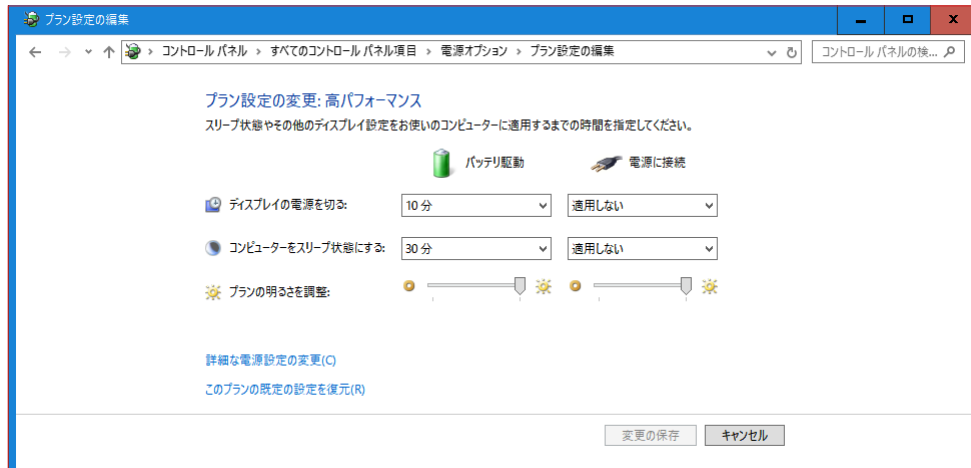 プラン設定の編集
コントロール パネル › すべてのコントロール パネル項目 › 電源オプション › プラン設定の編集
コントロール パネルの検...
プラン設定の変更: 高パフォーマンス
スリープ状態やその他のディスプレイ設定をお使いのコンピューターに適用するまでの時間を指定してください。
バッテリ駆動 電源に接続
ディスプレイの電源を切る: 10 分 適用しない
コンピューターをスリープ状態にする: 30 分 適用しない
プランの明るさを調整:
詳細な電源設定の変更(C)
このプランの既定の設定を復元(R)
変更の保存 キャンセル